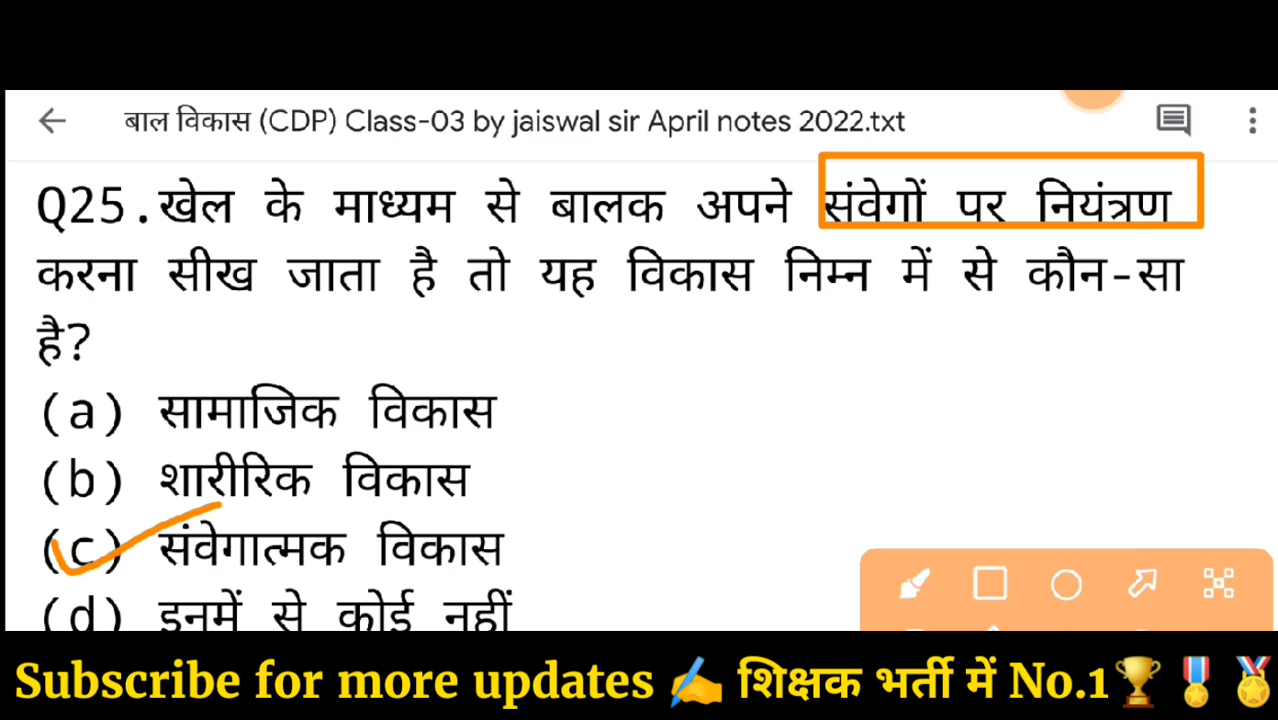 बाल विकास (CDP) Class-03 by jaiswal sir April notes 2022.txt
Q25.खेल के माध्यम से बालक अपने संवेगों पर नियंत्रण
करना सीख जाता है तो यह विकास निम्न में से कौन-सा
है?
(a) सामाजिक विकास
(b) शारीरिक विकास
(c) संवेगात्मक विकास
(d) इनमें से कोई नहीं
Subscribe for more updates ✍️ शिक्षक भर्ती में No.1🏆🎖️🏅